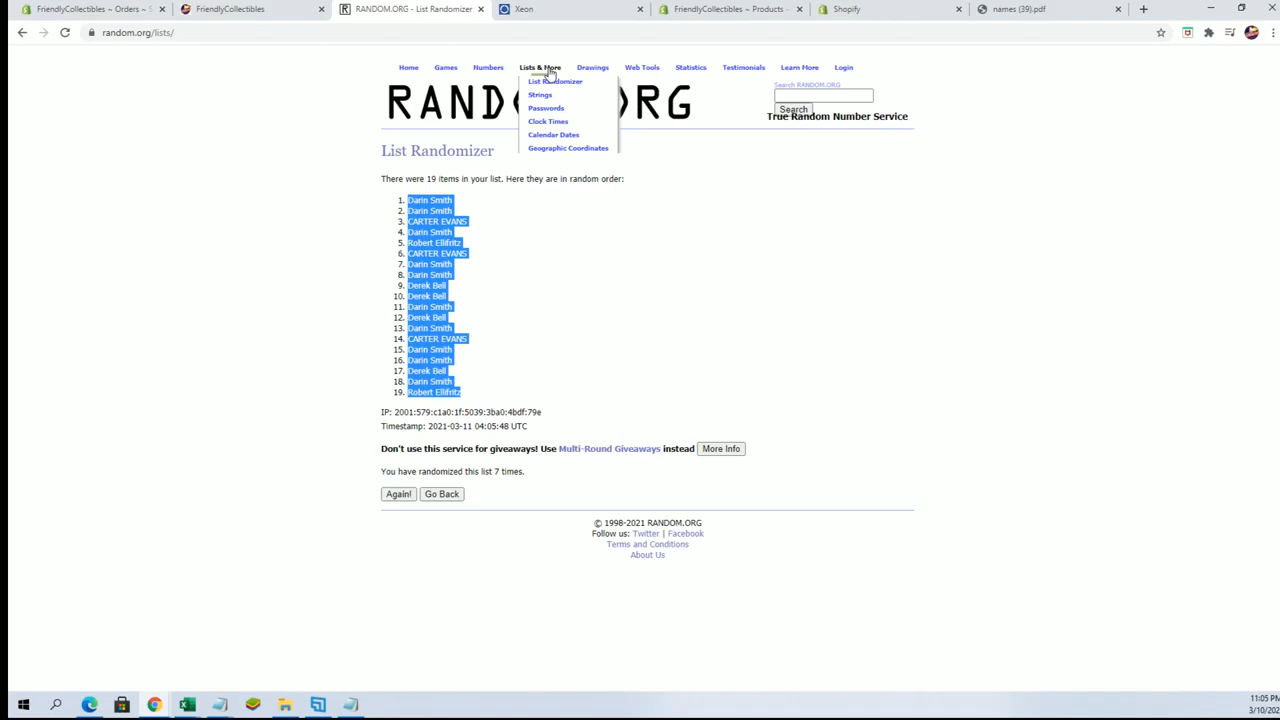 FriendlyCollectibles ~ Orders ~ S
FriendlyCollectibles
RANDOM.ORG - List Randomizer
Xeon
FriendlyCollectibles ~ Products ~
Shopify
names (39).pdf
random.org/lists/
Home Games Numbers Lists & More Drawings Web Tools Statistics Testimonials Learn More Login
List Randomizer
Strings
Passwords
Clock Times
Calendar Dates
Geographic Coordinates
Search RANDOM.ORG
Search
True Random Number Service
List Randomizer
There were 19 items in your list. Here they are in random order:
1. Darin Smith
2. Darin Smith
3. CARTER EVANS
4. Darin Smith
5. Robert Ellifritz
6. CARTER EVANS
7. Darin Smith
8. Darin Smith
9. Derek Bell
10. Derek Bell
11. Darin Smith
12. Derek Bell
13. Darin Smith
14. CARTER EVANS
15. Darin Smith
16. Darin Smith
17. Derek Bell
18. Darin Smith
19. Robert Ellifritz
IP: 2001:579:c1a0:1f:5039:3ba0:4bdf:79e
Timestamp: 2021-03-11 04:05:48 UTC
Don't use this service for giveaways! Use Multi-Round Giveaways instead More Info
You have randomized this list 7 times.
Again! Go Back
© 1998-2021 RANDOM.ORG
Follow us: Twitter | Facebook
Terms and Conditions
About Us
11:05 PM
3/10/202